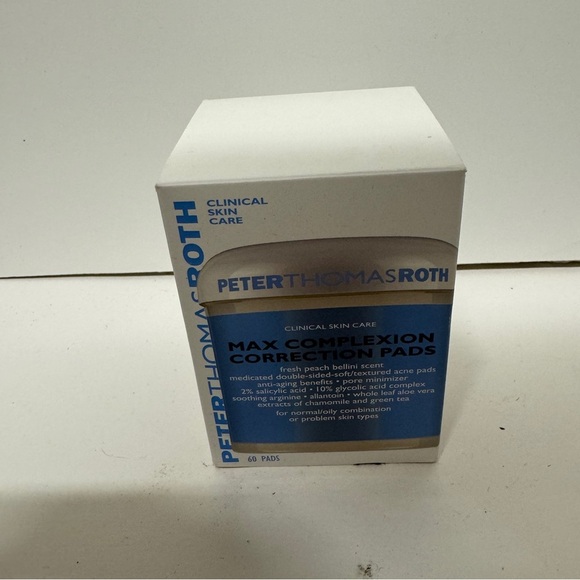 PETERTHOMASROTH
CLINICAL
SKIN
CARE
PETERTHOMASROTH
CLINICAL SKIN CARE
MAX COMPLEXION
CORRECTION PADS
fresh peach bellini scent
medicated double-sided-soft/textured acne pads
anti-aging benefits • pore minimizer
2% salicylic acid • 10% glycolic acid complex
soothing arginine • allantoin • whole leaf aloe vera
extracts of chamomile and green tea
for normal/oily combination
or problem skin types
60 PADS